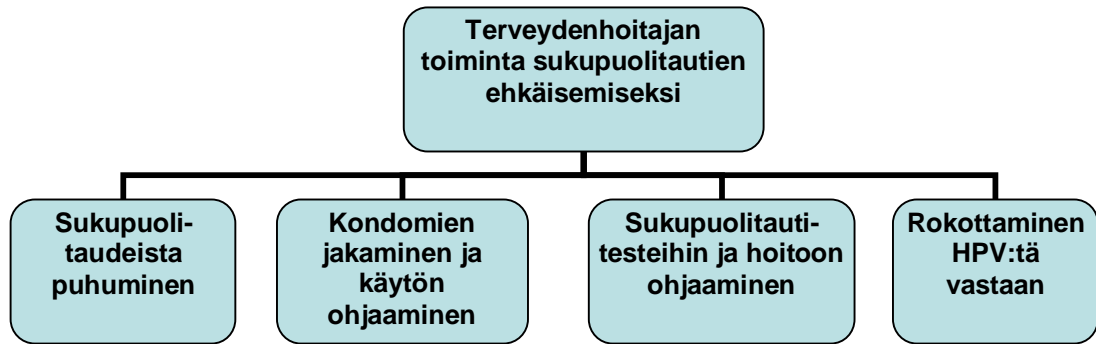 Terveydenhoitajan
toiminta sukupuolitautien
ehkäisemiseksi
Sukupuoli-
taudeista
puhuminen
Kondomien
jakaminen ja
käytön
ohjaaminen
Sukupuolitauti-
testeihin ja hoitoon
ohjaaminen
Rokottaminen
HPV:tä
vastaan